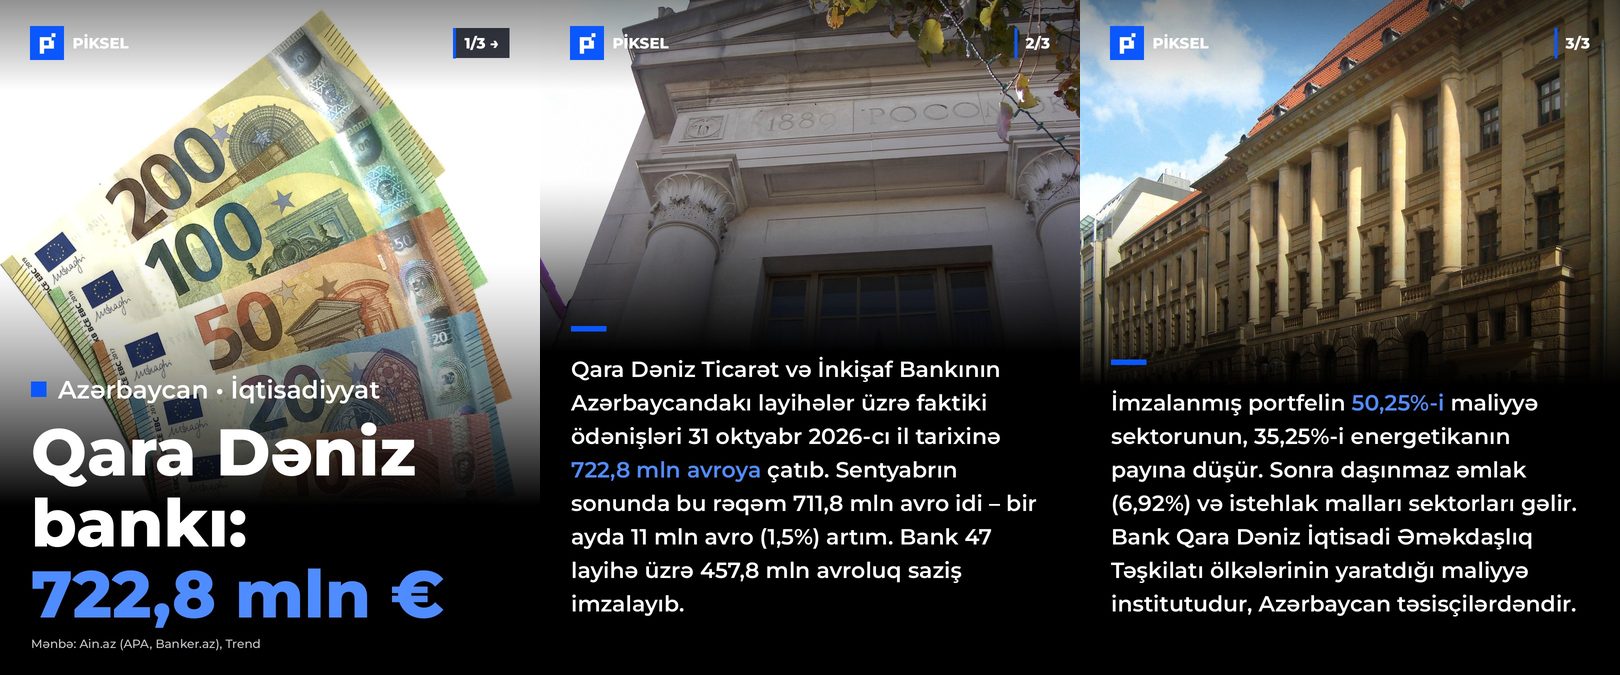 PİKSEL
1/3 →
200
100
50
20
Azərbaycan • İqtisadiyyat
Qara Dəniz
bankı:
722,8 mln €
Mənbə: Ain.az (APA, Banker.az), Trend
PİKSEL
2/3
1889
Qara Dəniz Ticarət və İnkişaf Bankının
Azərbaycandakı layihələr üzrə faktiki
ödənişləri 31 oktyabr 2026-cı il tarixinə
722,8 mln avroya çatıb. Sentyabrın
sonunda bu rəqəm 711,8 mln avro idi – bir
ayda 11 mln avro (1,5%) artım. Bank 47
layihə üzrə 457,8 mln avroluq saziş
imzalayıb.
PİKSEL
3/3
İmzalanmış portfelin 50,25%-i maliyyə
sektorunun, 35,25%-i energetikanın
payına düşür. Sonra daşınmaz əmlak
(6,92%) və istehlak malları sektorları gəlir.
Bank Qara Dəniz İqtisadi Əməkdaşlıq
Təşkilatı ölkələrinin yaratdığı maliyyə
institutudur, Azərbaycan təsisçilərdəndir.